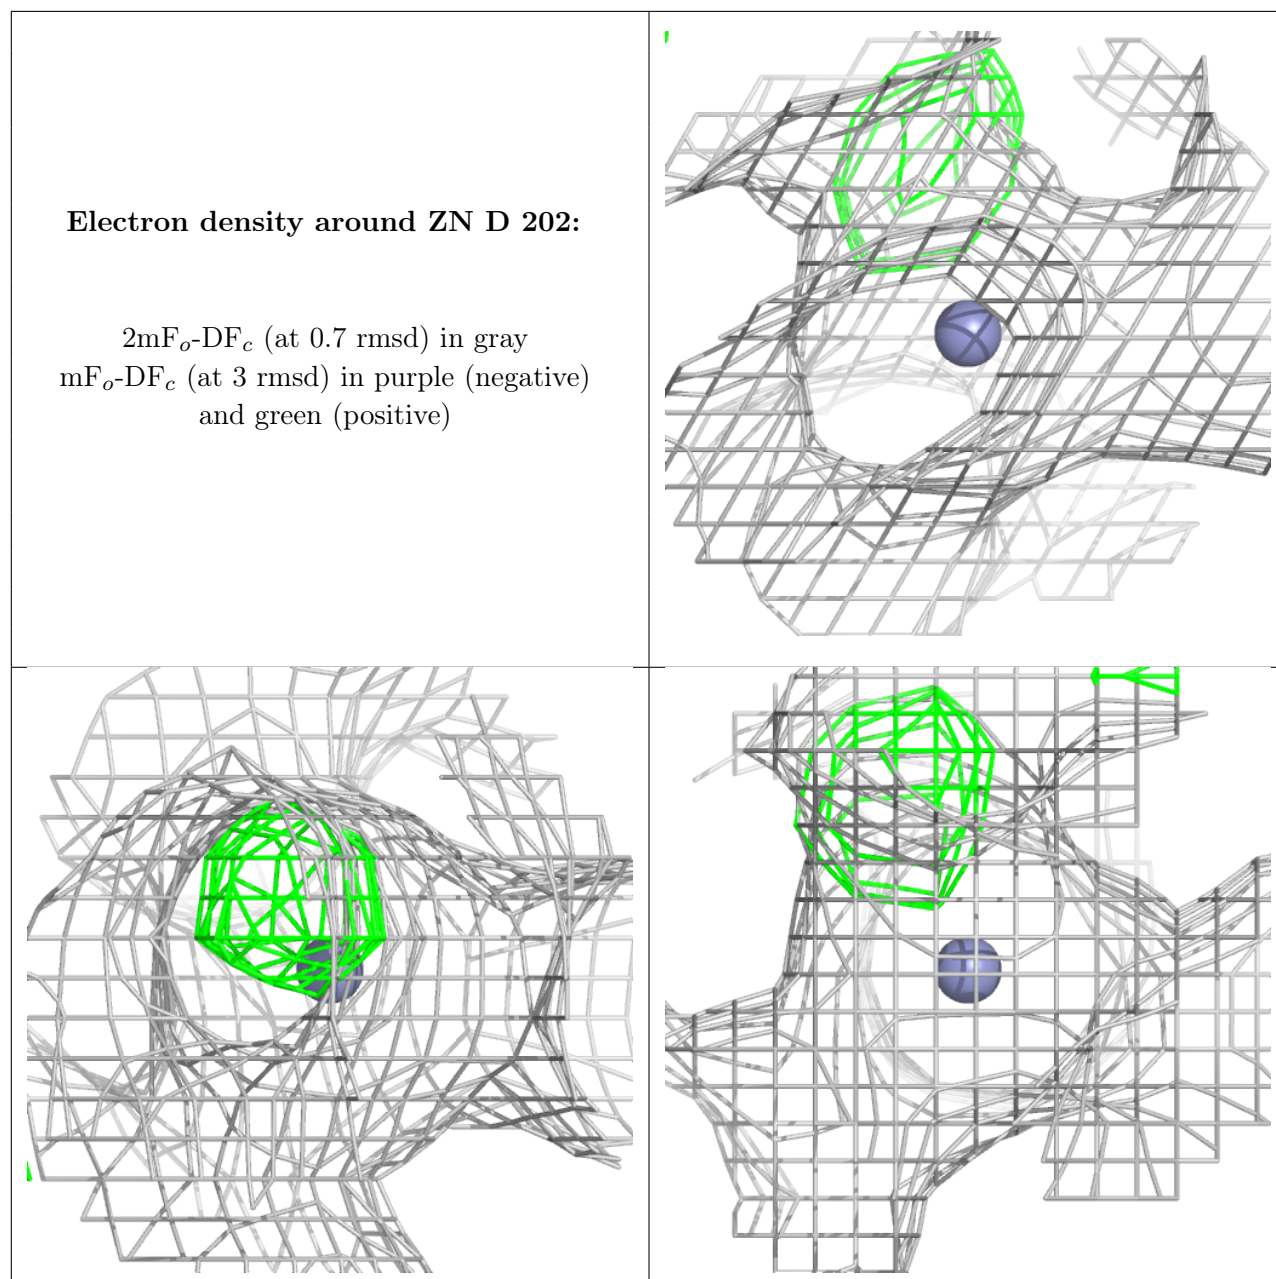 Electron density around ZN D 202:
2mFo-DFc (at 0.7 rmsd) in gray
mFo-DFc (at 3 rmsd) in purple (negative)
and green (positive)